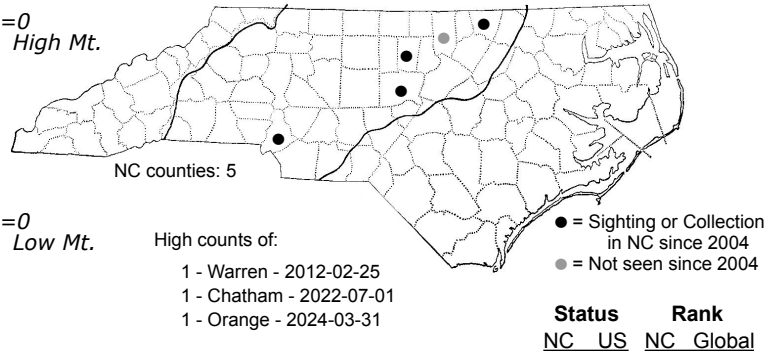 =0
High Mt.
NC counties: 5
=0
Low Mt.
High counts of:
1 - Warren - 2012-02-25
1 - Chatham - 2022-07-01
1 - Orange - 2024-03-31
● = Sighting or Collection
in NC since 2004
● = Not seen since 2004
Status Rank
NC US NC Global